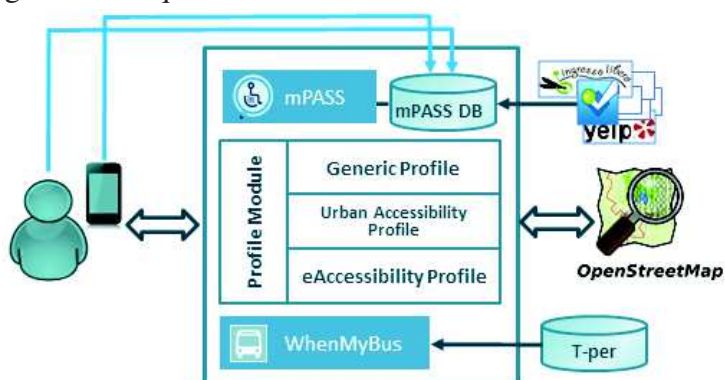 mPASS
mPASS DB
ingresso libero
yelp
Profile Module
Generic Profile
Urban Accessibility
Profile
eAccessibility Profile
OpenStreetMap
WhenMyBus
T-per